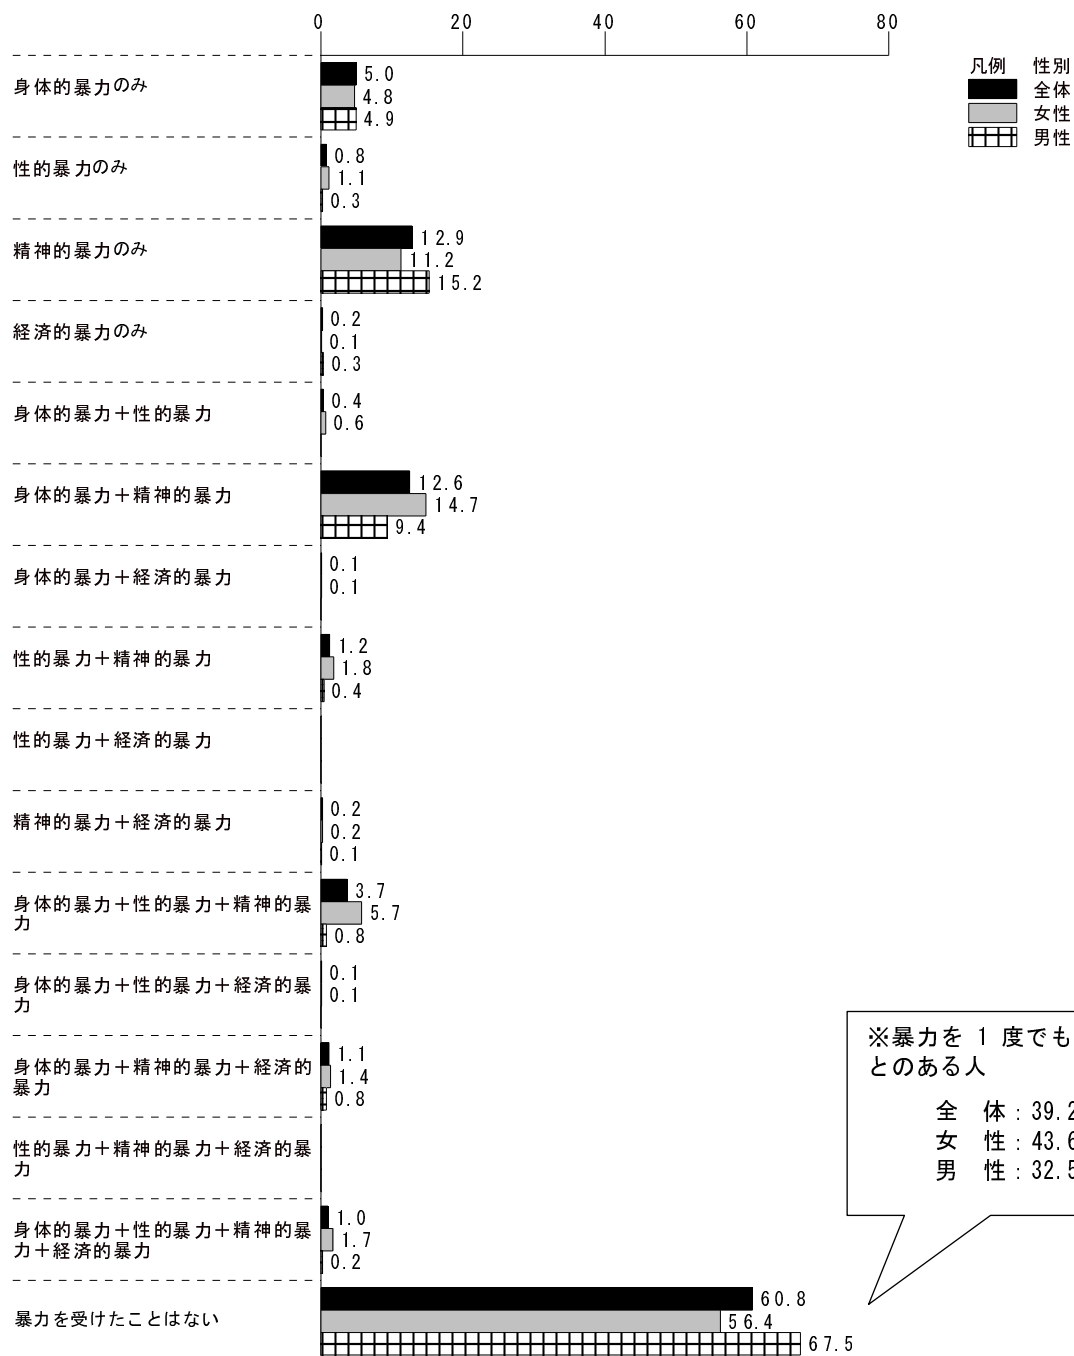 0 20 40 60 80
凡例 性別
全体
女性
男性
身体的暴力のみ
5.0
4.8
4.9
性的暴力のみ
0.8
1.1
0.3
精神的暴力のみ
12.9
11.2
15.2
経済的暴力のみ
0.2
0.1
0.3
身体的暴力＋性的暴力
0.4
0.6
身体的暴力＋精神的暴力
12.6
14.7
9.4
身体的暴力＋経済的暴力
0.1
0.1
性的暴力＋精神的暴力
1.2
1.8
0.4
性的暴力＋経済的暴力
精神的暴力＋経済的暴力
0.2
0.2
0.1
身体的暴力＋性的暴力＋精神的暴
力
3.7
5.7
0.8
身体的暴力＋性的暴力＋経済的暴
力
0.1
0.1
身体的暴力＋精神的暴力＋経済的
暴力
1.1
1.4
0.8
性的暴力＋精神的暴力＋経済的暴
力
身体的暴力＋性的暴力＋精神的暴
力＋経済的暴力
1.0
1.7
0.2
暴力を受けたことはない
60.8
56.4
67.5
※暴力を 1 度でも
とのある人
全 体：39.2
女 性：43.6
男 性：32.5